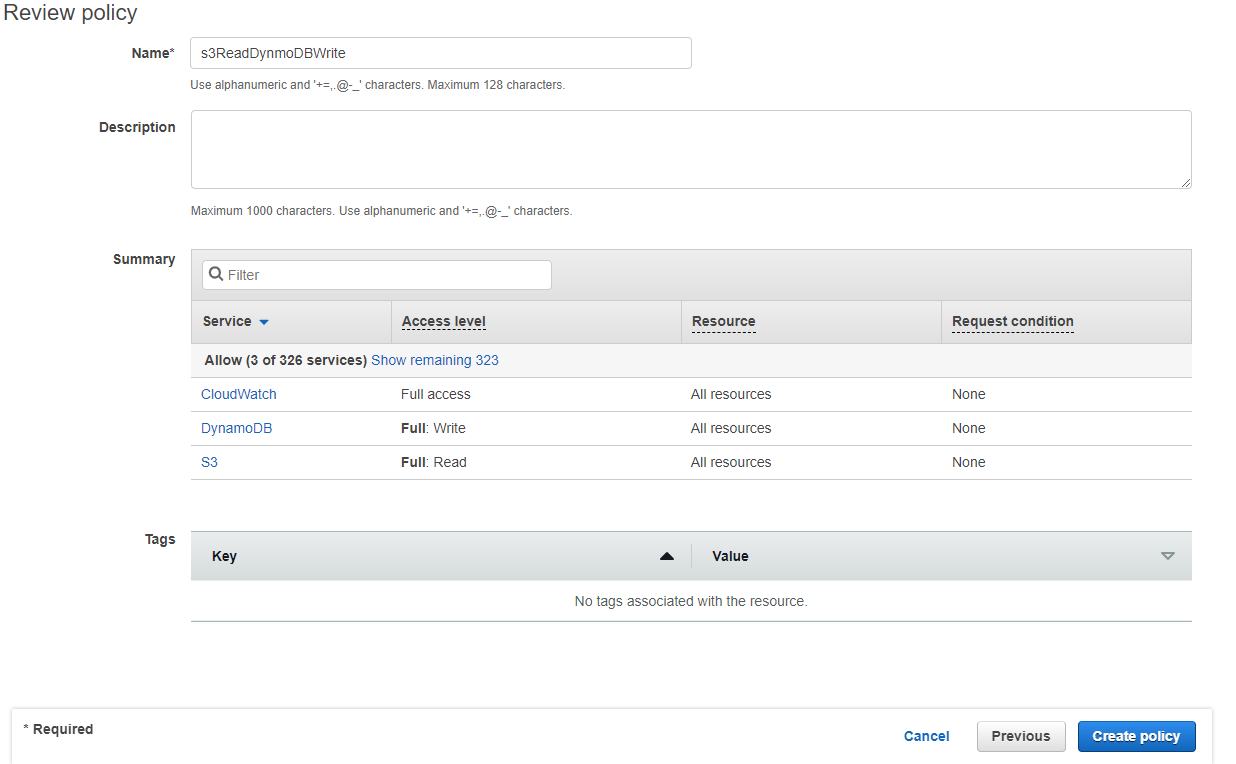 Review policy
Name*
s3ReadDynmoDBWrite
Use alphanumeric and '+=,.@-_' characters. Maximum 128 characters.
Description
Maximum 1000 characters. Use alphanumeric and '+=,.@-_' characters.
Summary
Filter
Service Access level Resource Request condition
Allow (3 of 326 services) Show remaining 323
CloudWatch Full access All resources None
DynamoDB Full: Write All resources None
S3 Full: Read All resources None
Tags
Key Value
No tags associated with the resource.
* Required
Cancel Previous Create policy